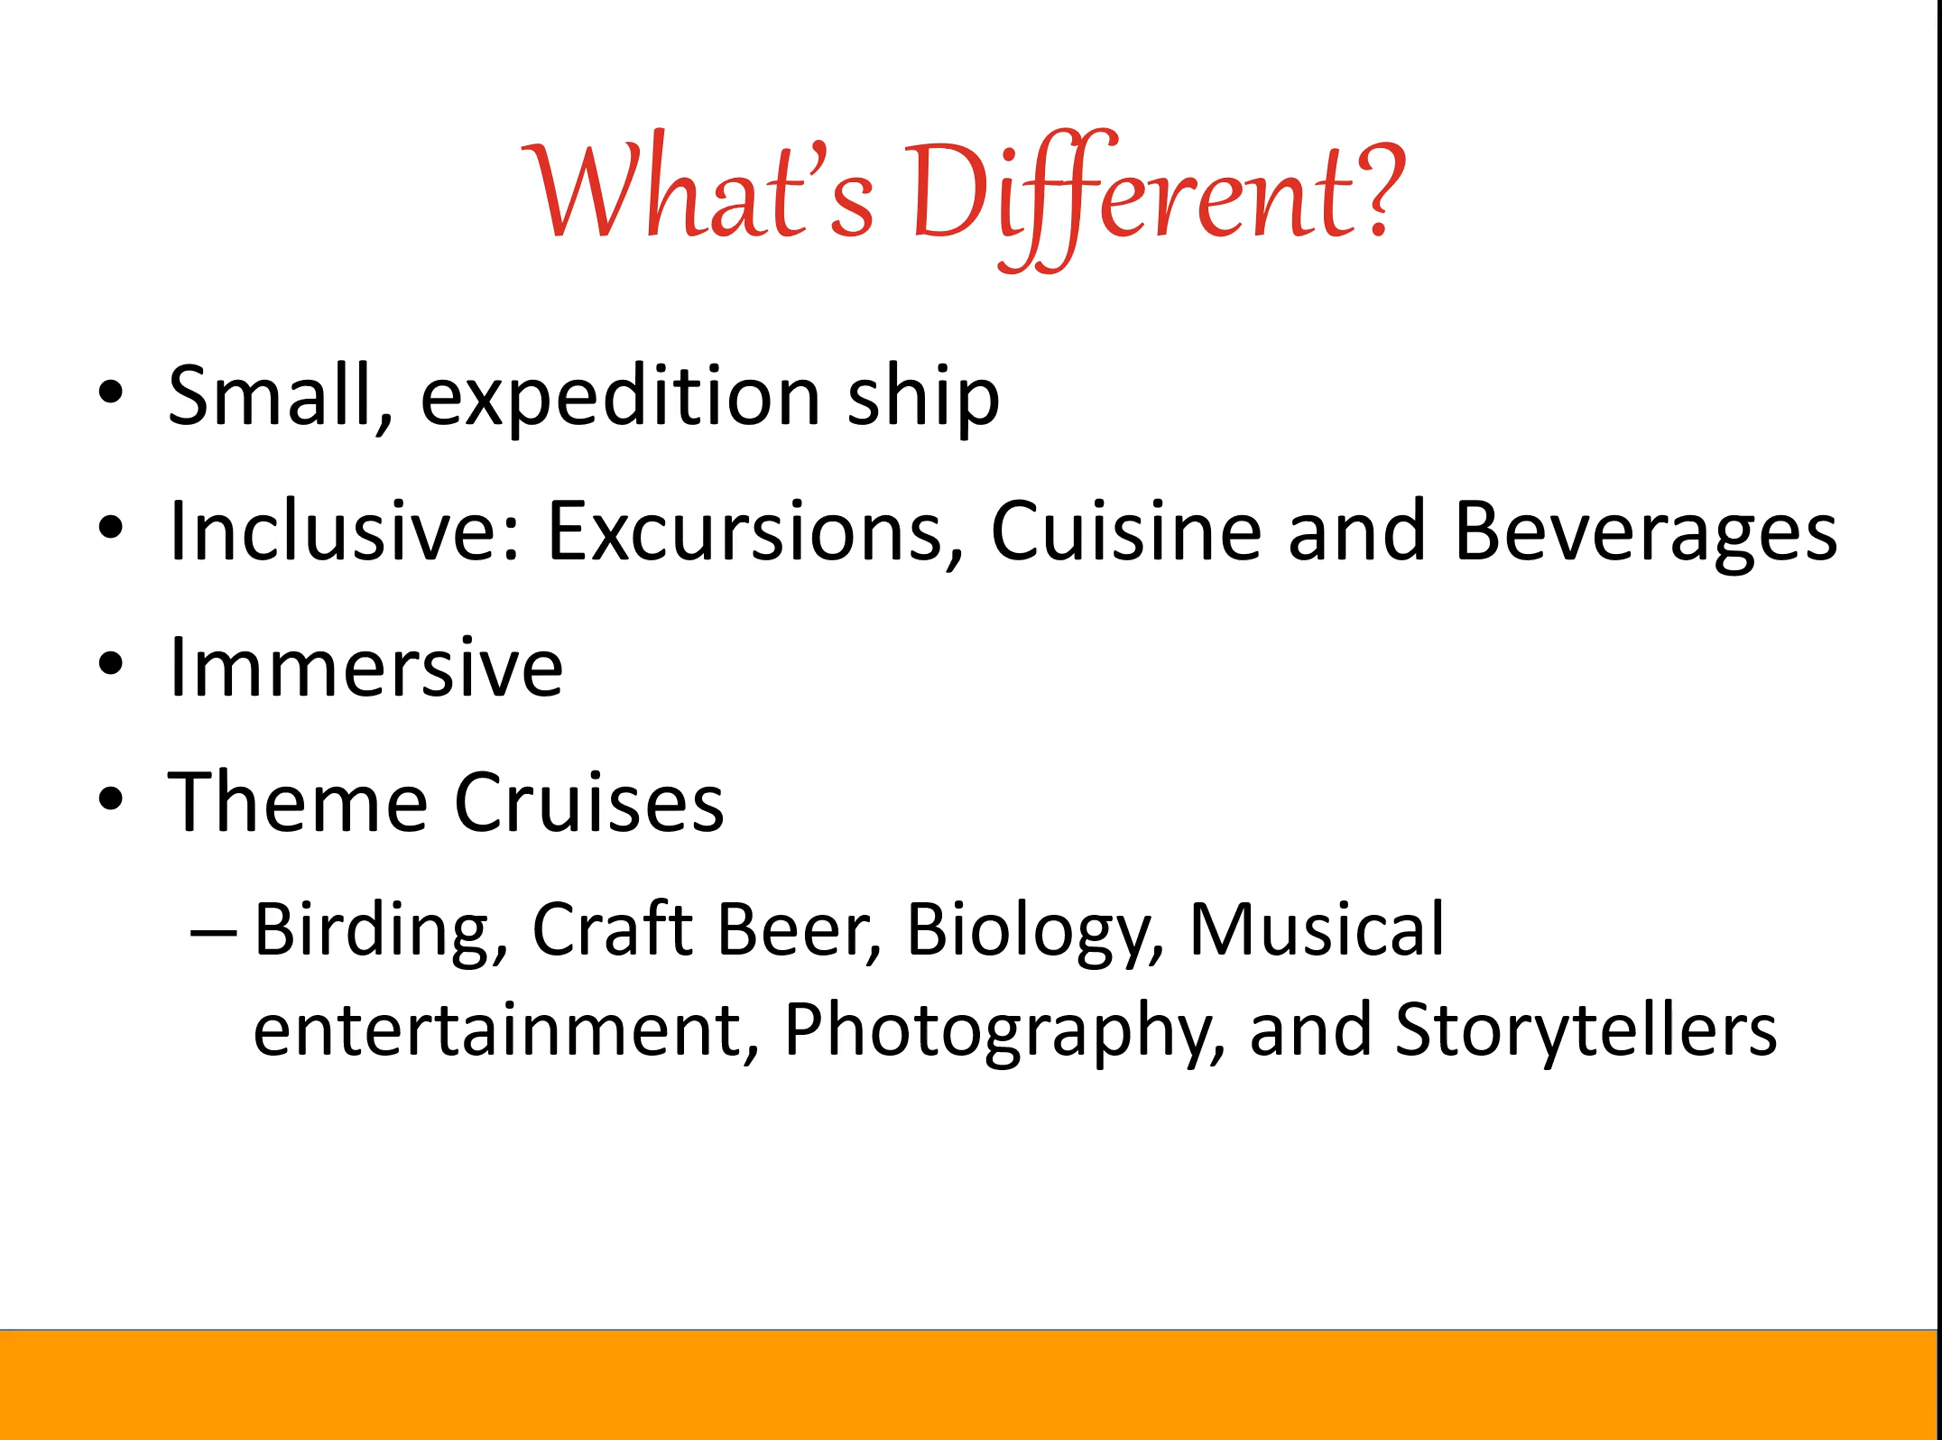 What's Different?
• Small, expedition ship
• Inclusive: Excursions, Cuisine and Beverages
• Immersive
• Theme Cruises
– Birding, Craft Beer, Biology, Musical
entertainment, Photography, and Storytellers